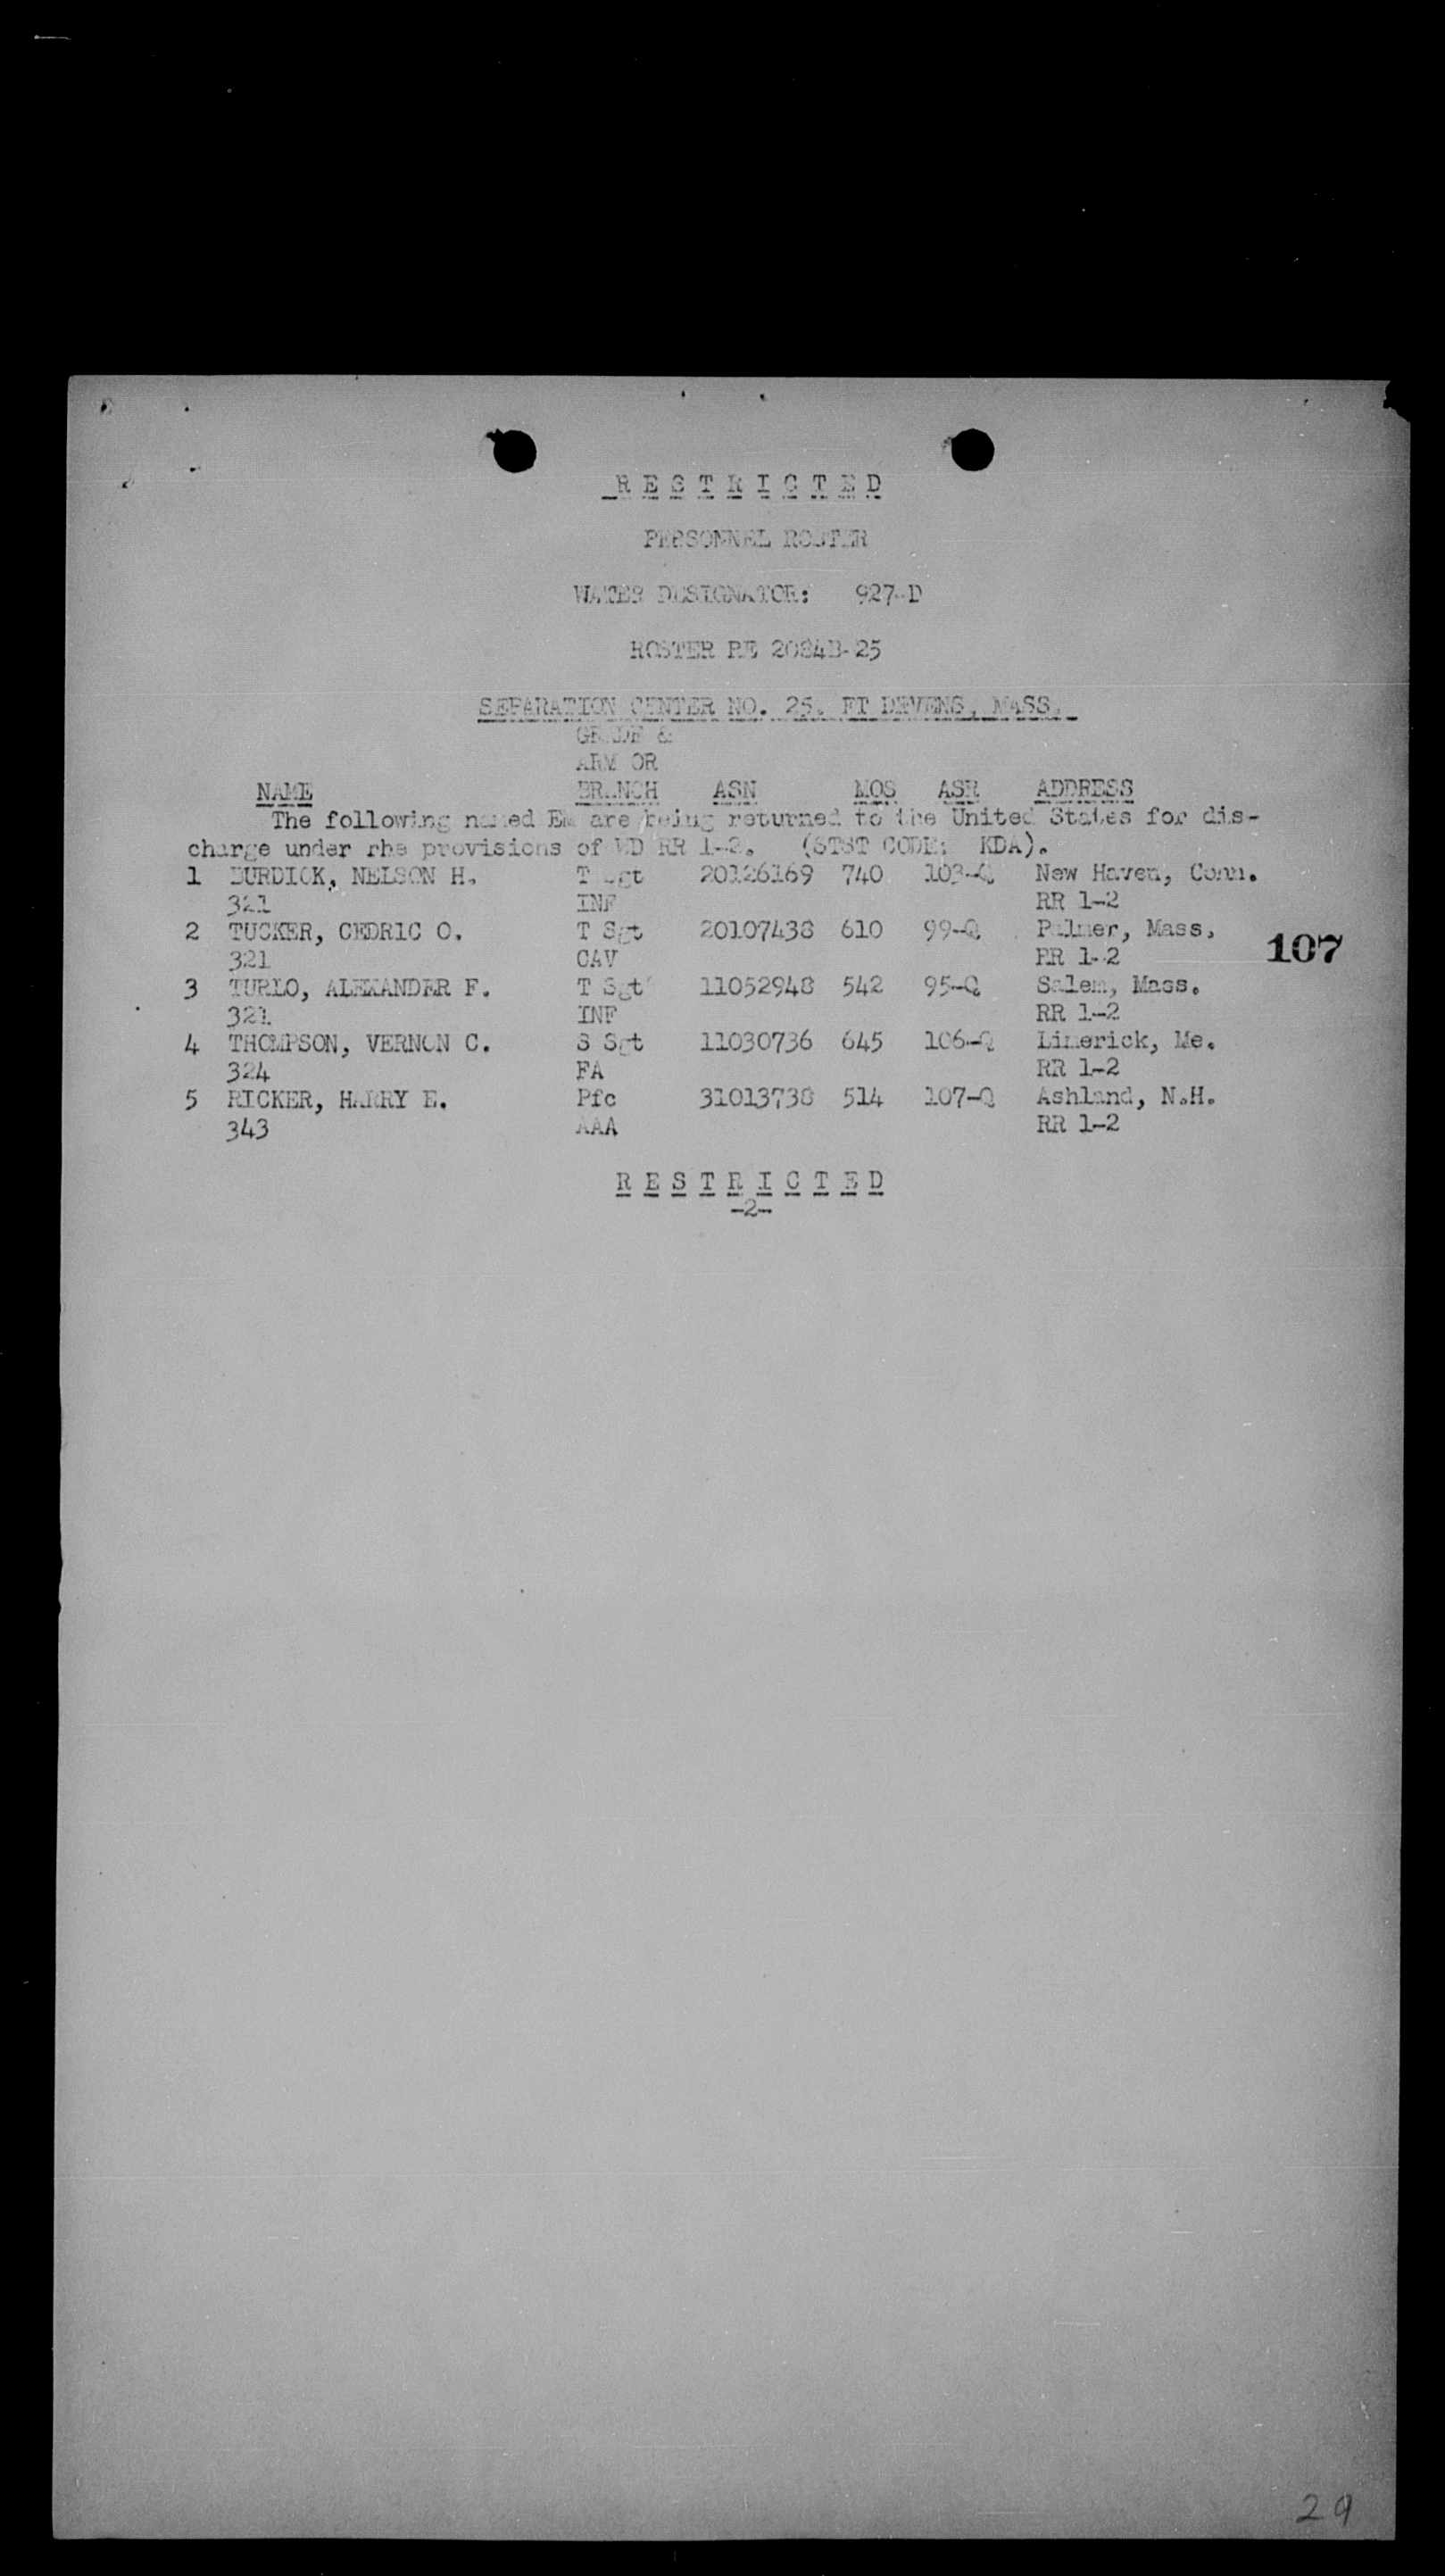 R E S T R I C T E D
PERSONNEL ROSTER
WATER DESIGNATOR: 927-D
ROSTER RE 2084B-25
SEPARATION CENTER NO. 25, FT DEVENS, MASS.
GRADE &
ARM OR
NAME BRANCH ASN MOS ASR ADDRESS
The following named EM are being returned to the United States for dis-
charge under rhe provisions of WD RR 1-2. (STST CODE: KDA).
1 BURDICK, NELSON H. T Sgt 20126169 740 103-Q New Haven, Conn.
321 INF RR 1-2
2 TUCKER, CEDRIC O. T Sgt 20107438 610 99-Q Palmer, Mass.
321 CAV RR 1-2
107
3 TURLO, ALEXANDER F. T Sgt 11052948 542 95-Q Salem, Mass.
321 INF RR 1-2
4 THOMPSON, VERNON C. S Sgt 11030736 645 106-Q Limerick, Me.
324 FA RR 1-2
5 RICKER, HARRY E. Pfc 31013738 514 107-Q Ashland, N.H.
343 AAA RR 1-2
R E S T R I C T E D
-2-
29